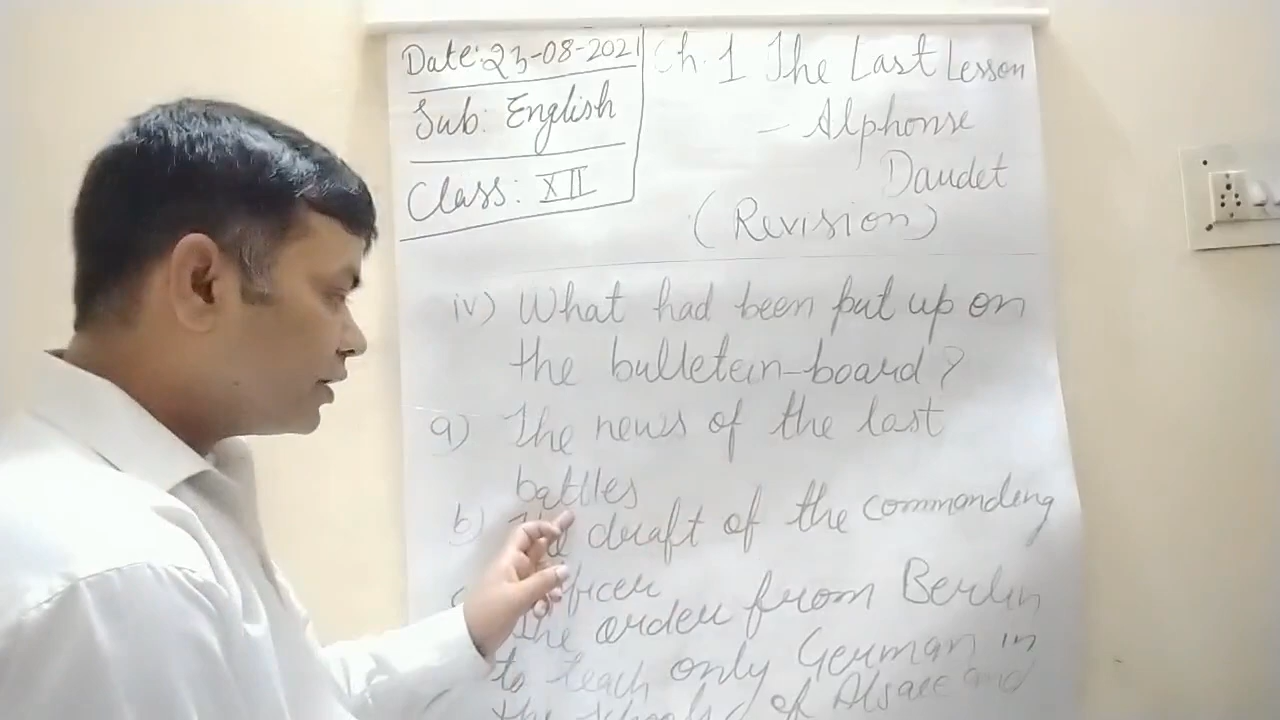 Date: 23-08-2021
Sub: English
Class: XII
Ch. 1 The Last Lesson
- Alphonse
Daudet
(Revision)
iv) What had been put up on
the bulletein-board?
a) The news of the last
battles
b) The draft of the commanding
officer
The order from Berlin
to teach only German in
the schools of Alsace and